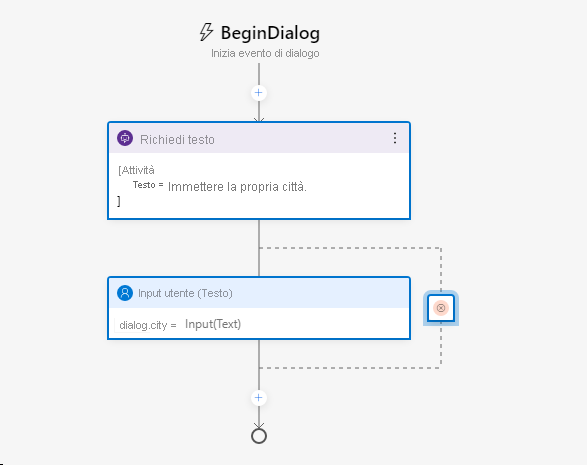 BeginDialog
Inizia evento di dialogo
Richiedi testo
[Attività
Testo = Immettere la propria città.
]
Input utente (Testo)
dialog.city = Input(Text)